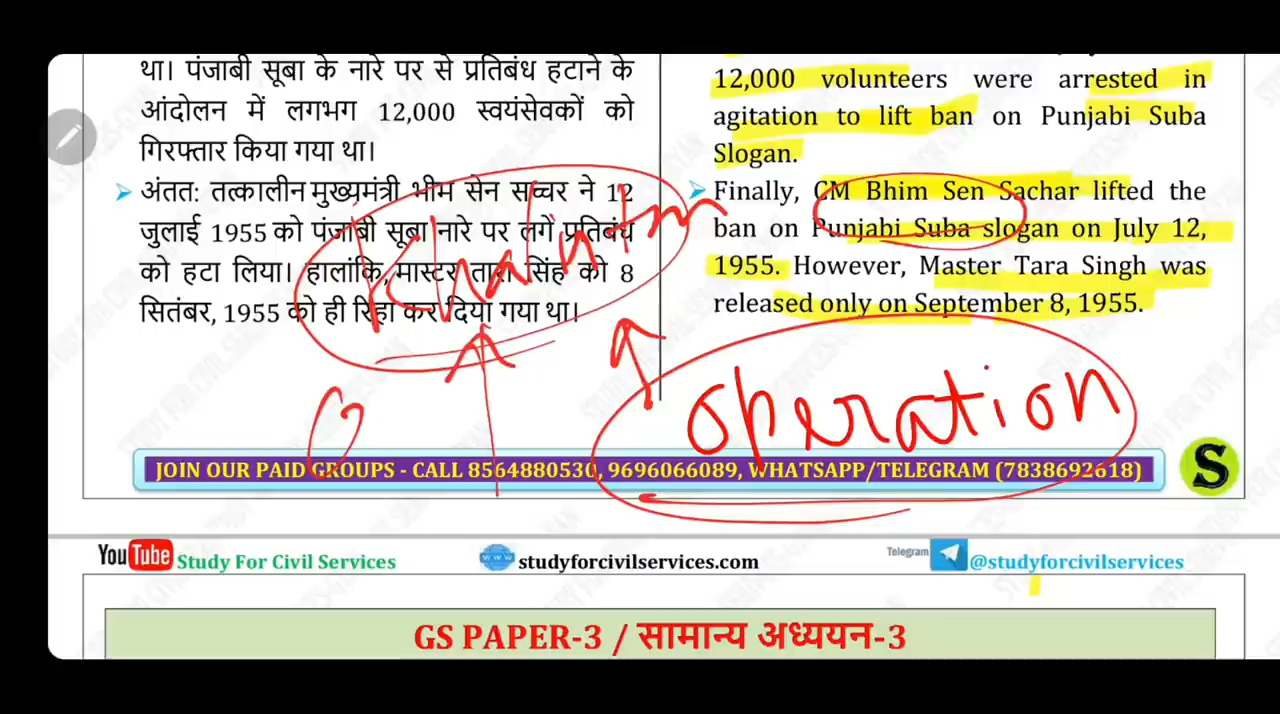 था। पंजाबी सूबा के नारे पर से प्रतिबंध हटाने के
आंदोलन में लगभग 12,000 स्वयंसेवकों को
गिरफ्तार किया गया था।
अंतत: तत्कालीन मुख्यमंत्री भीम सेन सच्चर ने 12
जुलाई 1955 को पंजाबी सूबा नारे पर लगें प्रतिबंध
को हटा लिया। हालांकि, मास्टर तारा सिंह को 8
सितंबर, 1955 को ही रिहा कर दिया गया था।
12,000 volunteers were arrested in
agitation to lift ban on Punjabi Suba
Slogan.
Finally, CM Bhim Sen Sachar lifted the
ban on Punjabi Suba slogan on July 12,
1955. However, Master Tara Singh was
released only on September 8, 1955.
operation
JOIN OUR PAID GROUPS - CALL 8564880530, 9696066089, WHATSAPP/TELEGRAM (7838692618)
S
YouTube Study For Civil Services
www studyforcivilservices.com
Telegram @studyforcivilservices
GS PAPER-3 / सामान्य अध्ययन-3